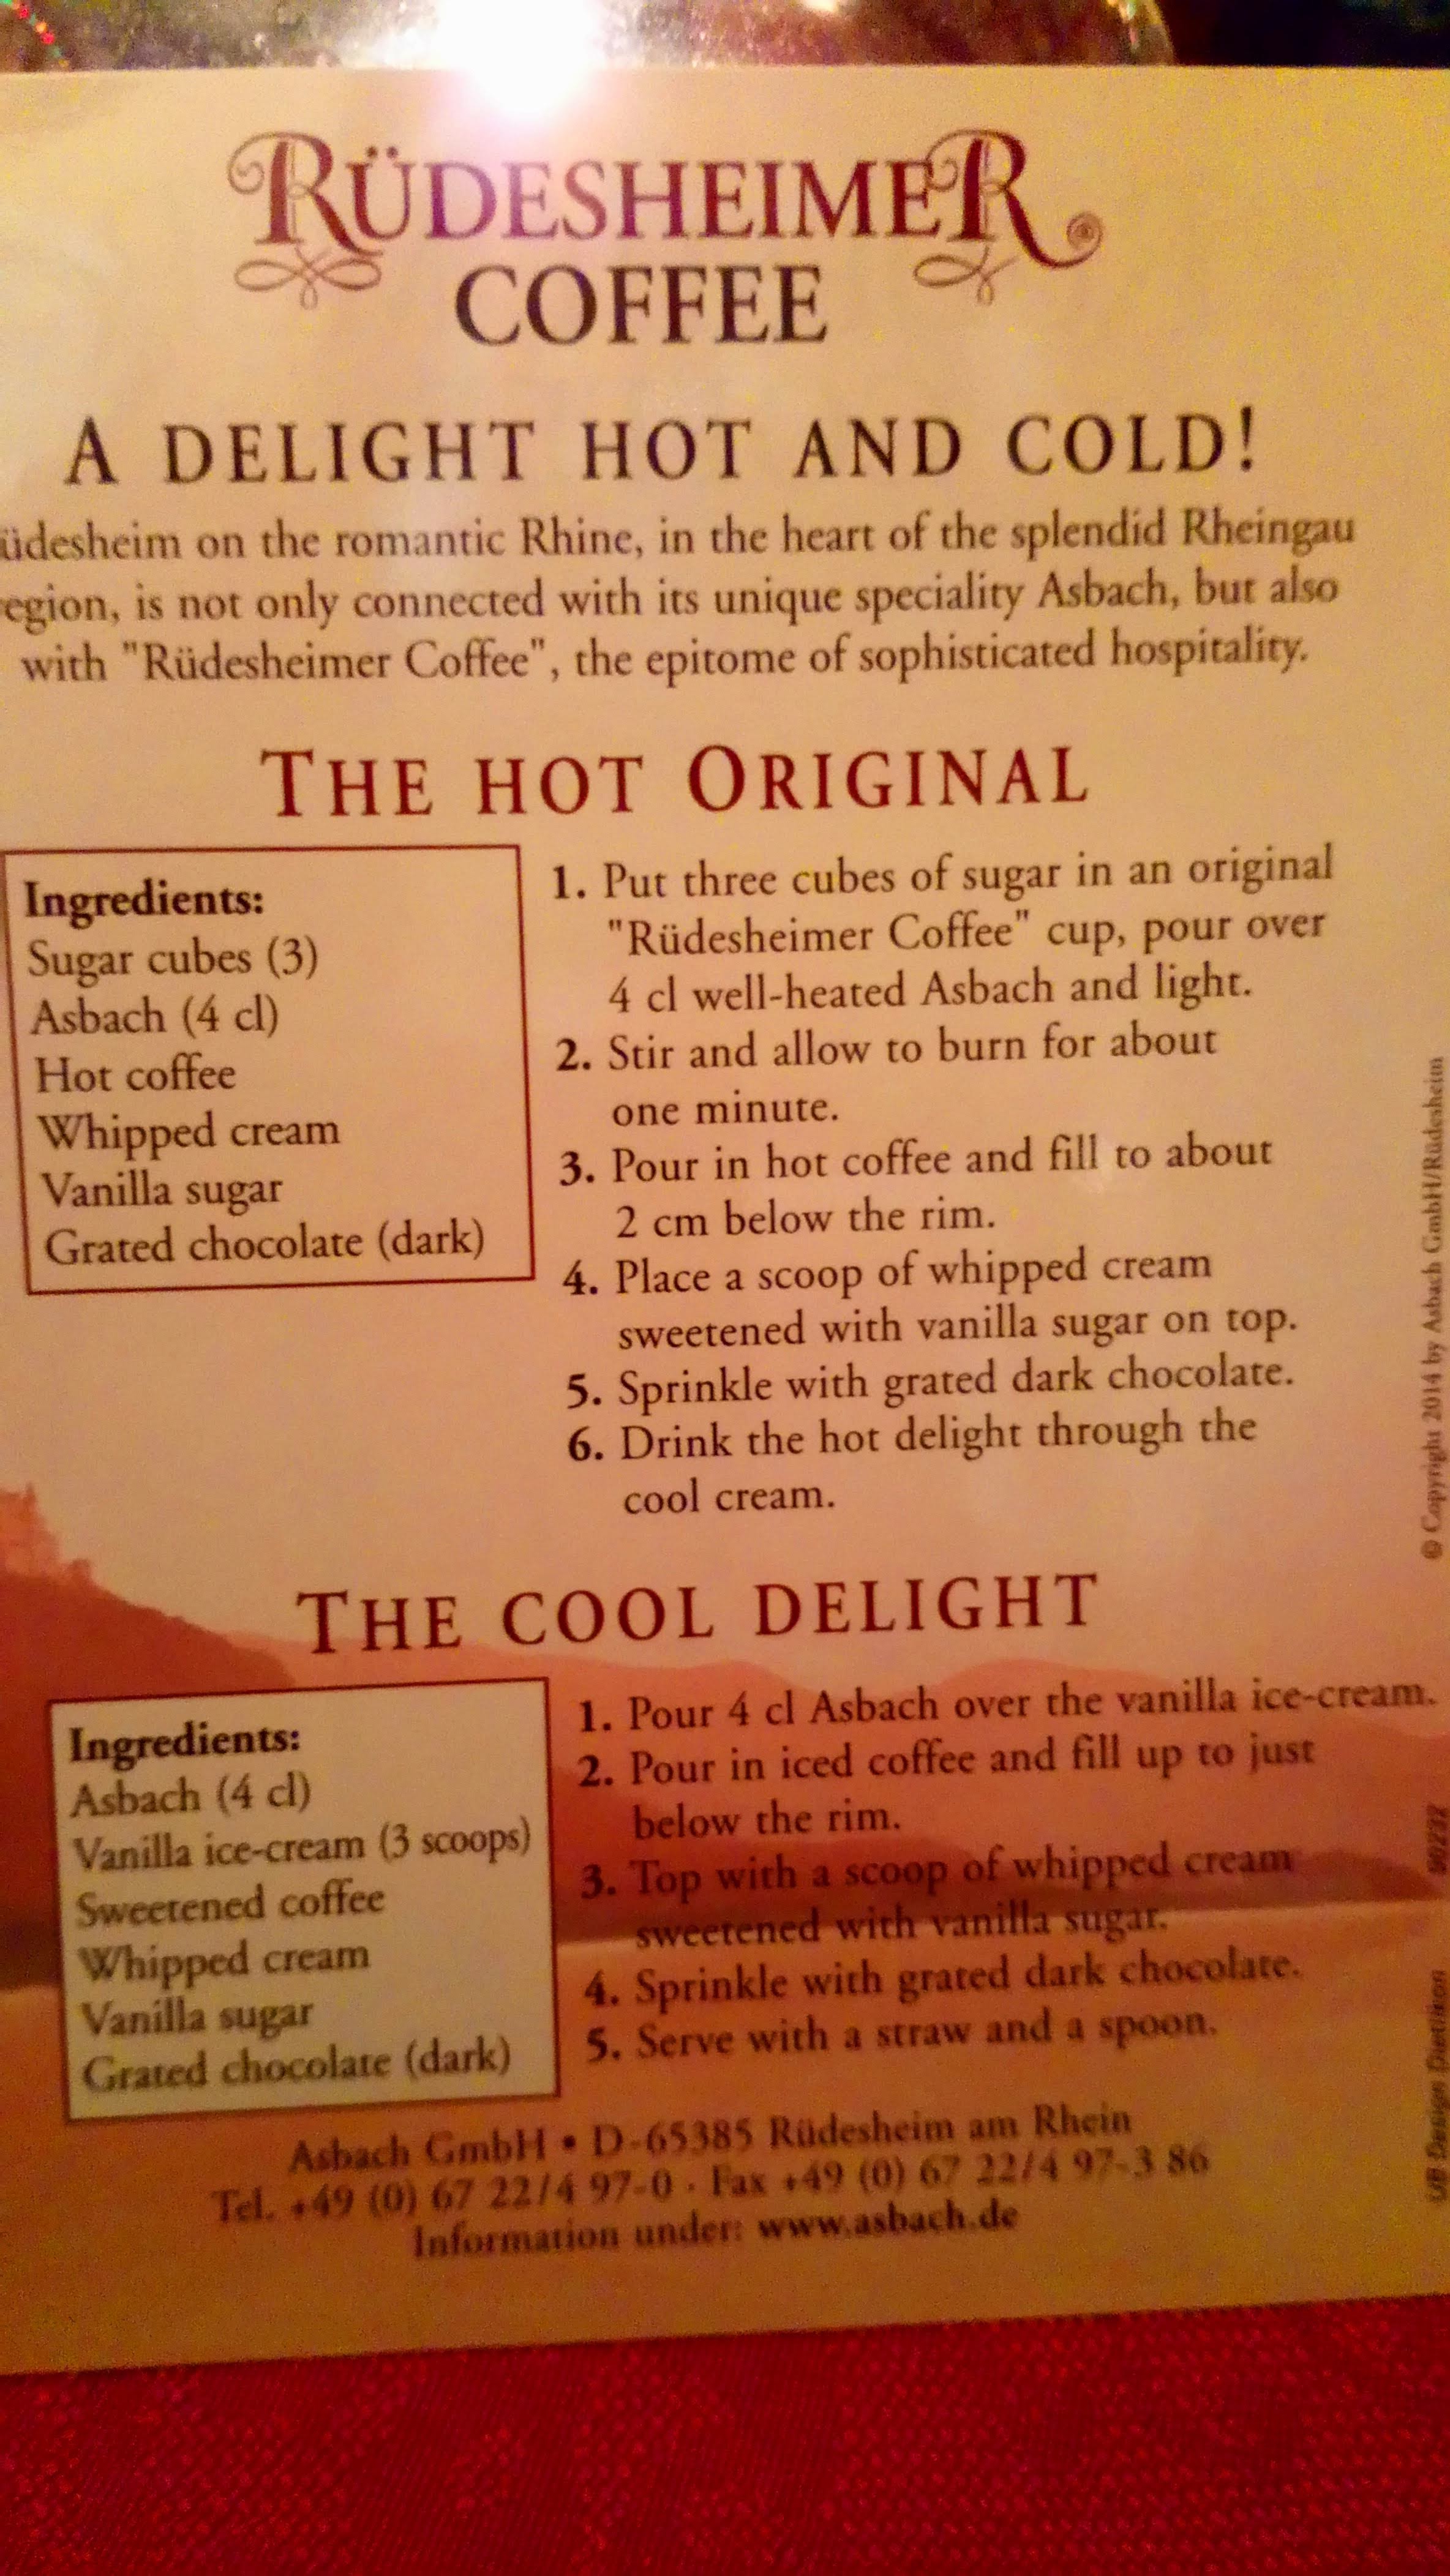 RÜDESHEIMER
COFFEE
A DELIGHT HOT AND COLD!
üdesheim on the romantic Rhine, in the heart of the splendid Rheingau
egion, is not only connected with its unique speciality Asbach, but also
with "Rüdesheimer Coffee", the epitome of sophisticated hospitality.
THE HOT ORIGINAL
Ingredients:
Sugar cubes (3)
Asbach (4 cl)
Hot coffee
Whipped cream
Vanilla sugar
Grated chocolate (dark)
1. Put three cubes of sugar in an original
"Rüdesheimer Coffee" cup, pour over
4 cl well-heated Asbach and light.
2. Stir and allow to burn for about
one minute.
3. Pour in hot coffee and fill to about
2 cm below the rim.
4. Place a scoop of whipped cream
sweetened with vanilla sugar on top.
5. Sprinkle with grated dark chocolate.
6. Drink the hot delight through the
cool cream.
THE COOL DELIGHT
Ingredients:
Asbach (4 cl)
Vanilla ice-cream (3 scoops)
Sweetened coffee
Whipped cream
Vanilla sugar
Grated chocolate (dark)
1. Pour 4 cl Asbach over the vanilla ice-cream.
2. Pour in iced coffee and fill up to just
below the rim.
3. Top with a scoop of whipped cream
sweetened with vanilla sugar.
4. Sprinkle with grated dark chocolate.
5. Serve with a straw and a spoon.
Asbach GmbH • D-65385 Rüdesheim am Rhein
Tel. +49 (0) 67 22/4 97-0 · Fax +49 (0) 67 22/4 97-3 86
Information under: www.asbach.de
© Copyright 2014 by Asbach GmbH/Rüdesheim
Design Dietikon